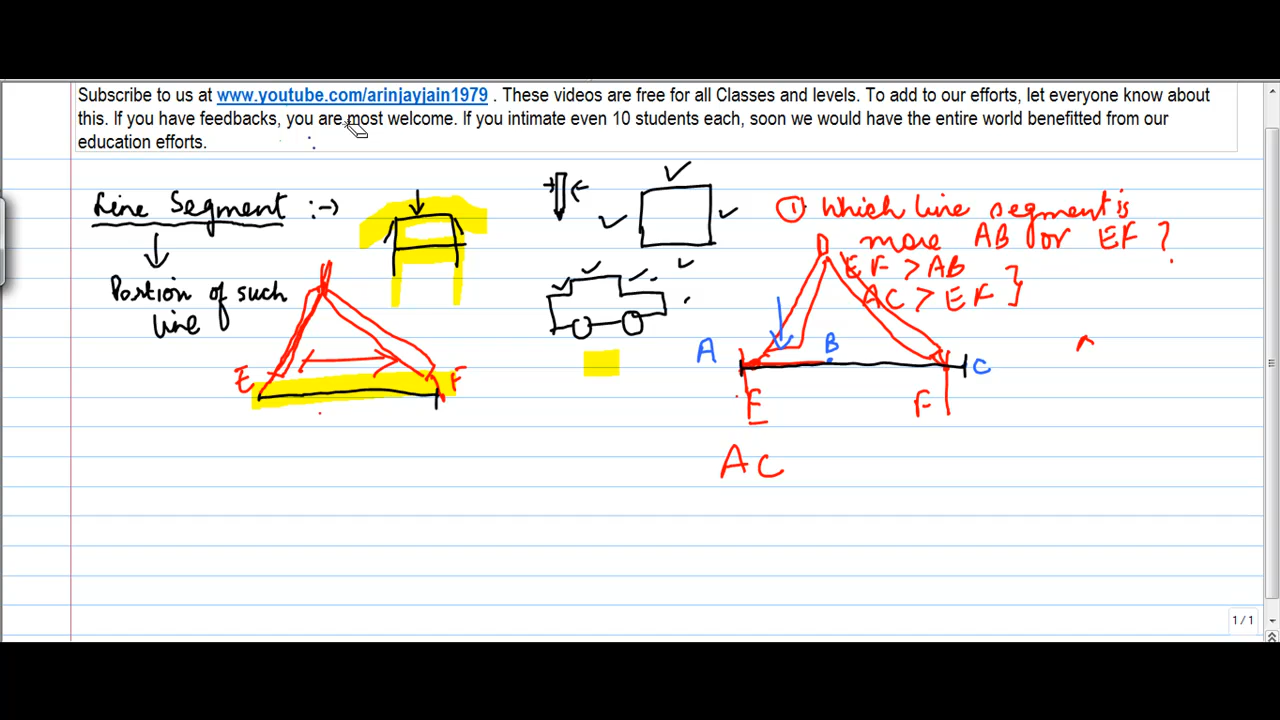 Subscribe to us at www.youtube.com/arinjayjain1979 . These videos are free for all Classes and levels. To add to our efforts, let everyone know about
this. If you have feedbacks, you are most welcome. If you intimate even 10 students each, soon we would have the entire world benefitted from our
education efforts.
Line Segment :->
Portion of such
line
E F
① Which line segment is
more AB or EF ?
EF > AB
AC > EF
A B C
E F
AC
1 / 1